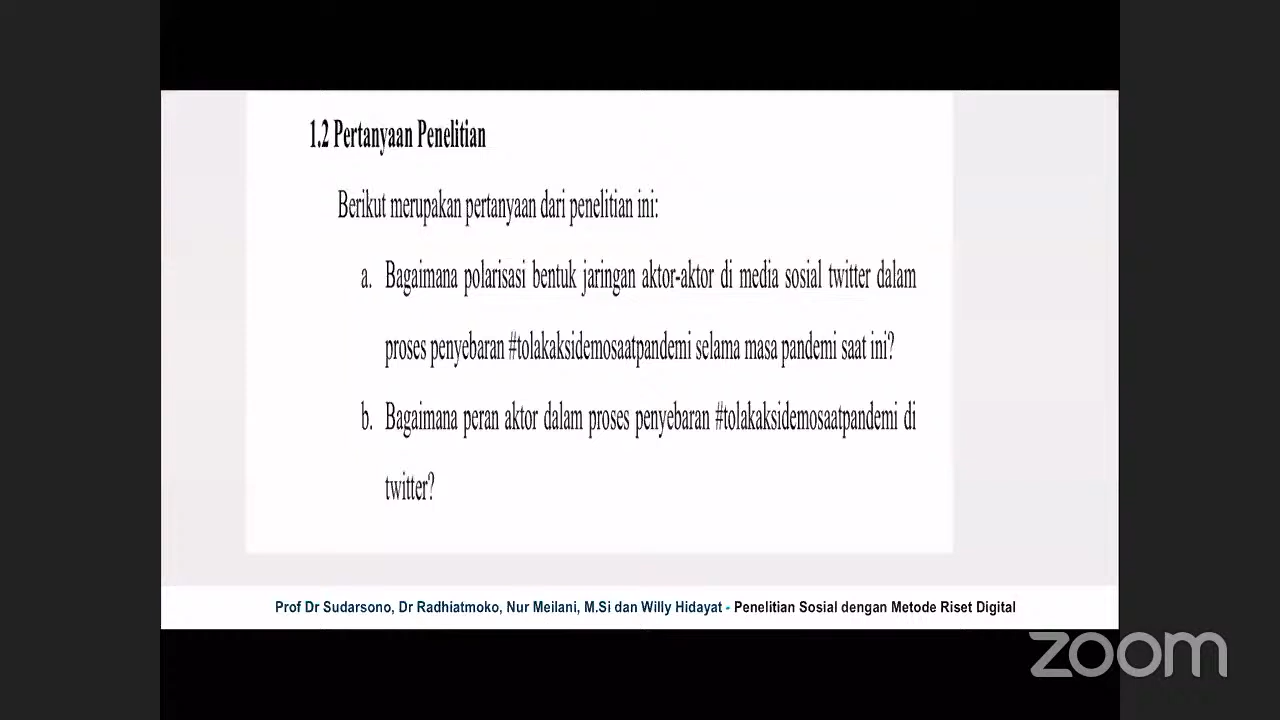 1.2 Pertanyaan Penelitian
Berikut merupakan pertanyaan dari penelitian ini:
a. Bagaimana polarisasi bentuk jaringan aktor-aktor di media sosial twitter dalam
proses penyebaran #tolakaksidemosaatpandemi selama masa pandemi saat ini?
b. Bagaimana peran aktor dalam proses penyebaran #tolakaksidemosaatpandemi di
twitter?
Prof Dr Sudarsono, Dr Radhiatmoko, Nur Meilani, M.Si dan Willy Hidayat - Penelitian Sosial dengan Metode Riset Digital
zoom